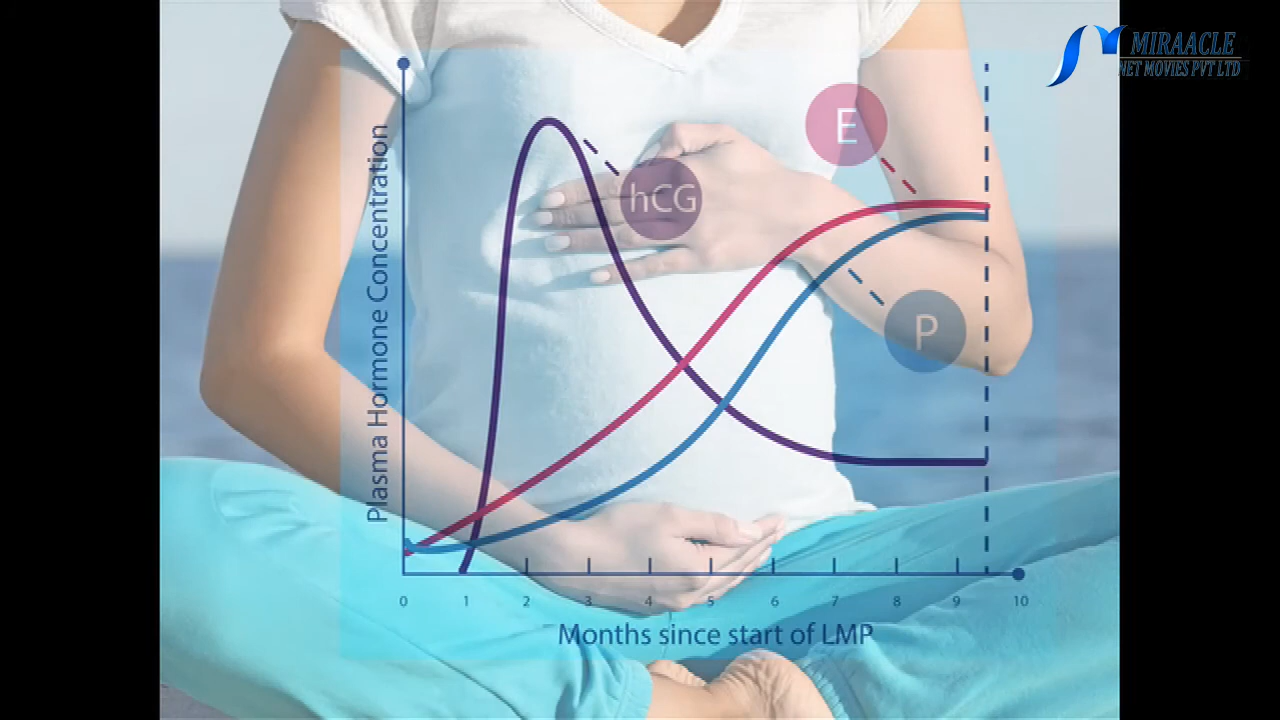 MIRAACLE
NET MOVIES PVT LTD
E
hCG
P
Plasma Hormone Concentration
0 1 2 3 4 5 6 7 8 9 10
Months since start of LMP